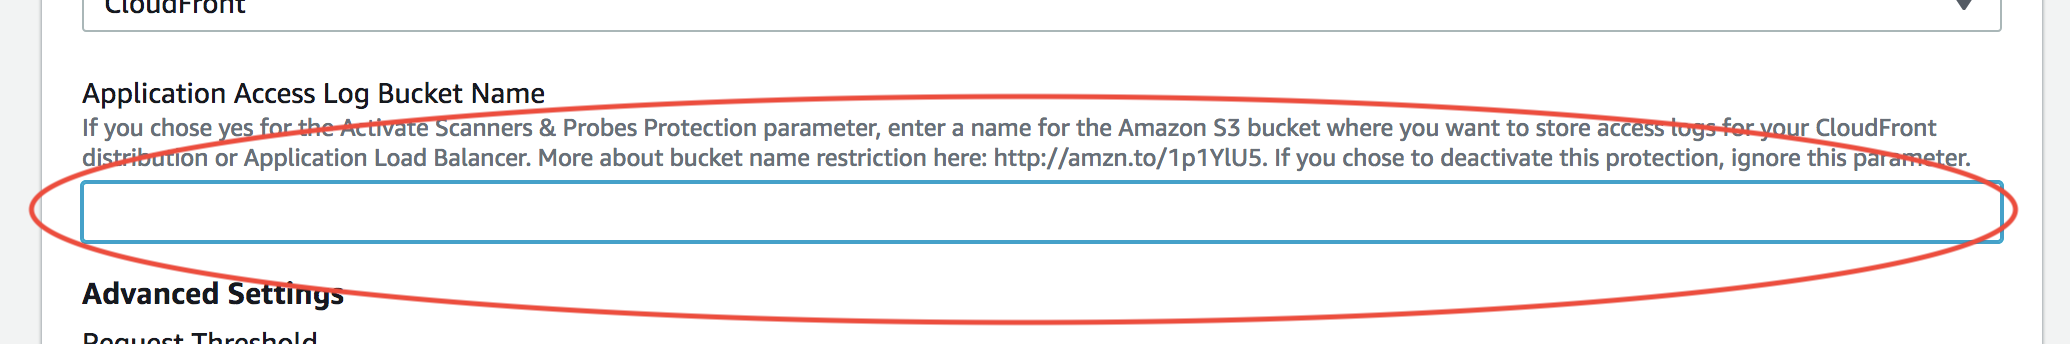 CloudFront
Application Access Log Bucket Name
If you chose yes for the Activate Scanners & Probes Protection parameter, enter a name for the Amazon S3 bucket where you want to store access logs for your CloudFront
distribution or Application Load Balancer. More about bucket name restriction here: http://amzn.to/1p1YlU5. If you chose to deactivate this protection, ignore this parameter.
Advanced Settings
Request Threshold